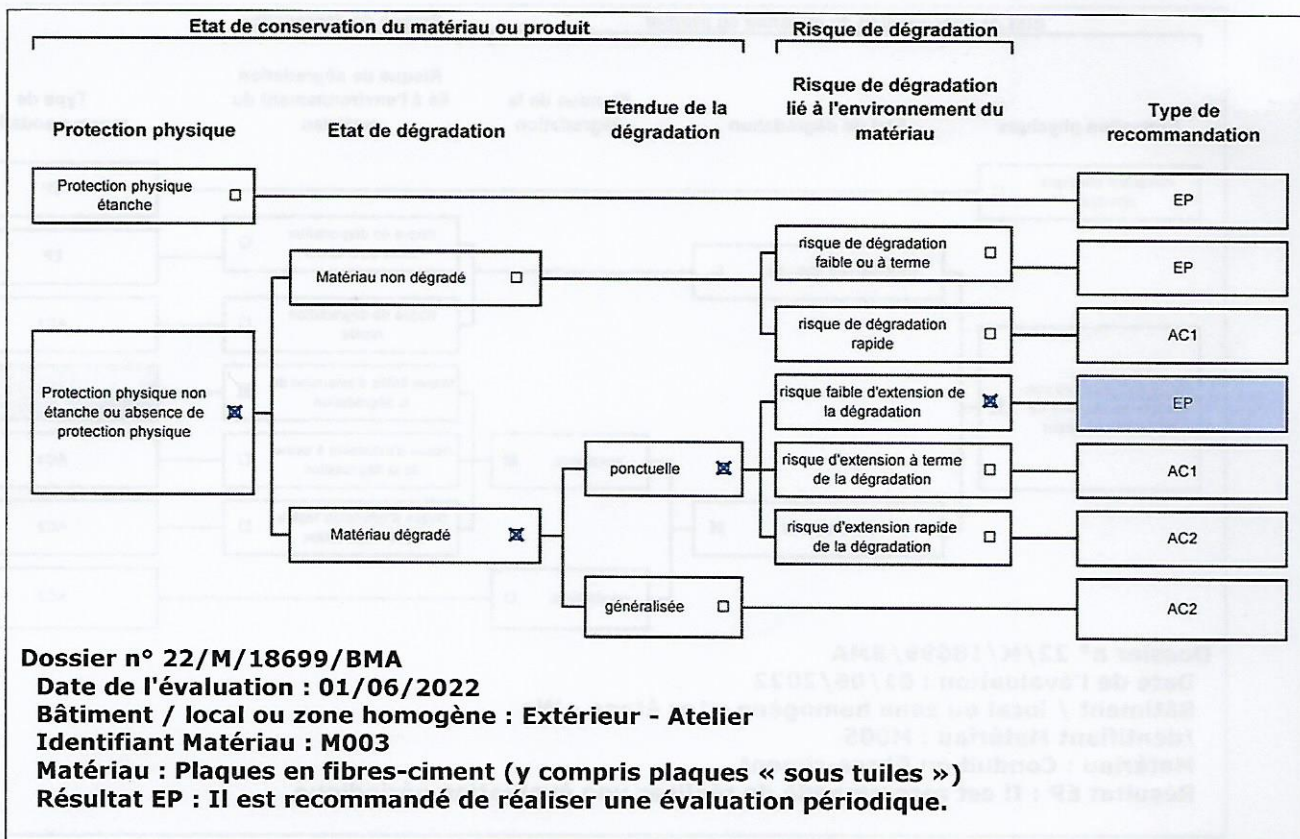 Etat de conservation du matériau ou produit
Risque de dégradation
Protection physique
Etat de dégradation
Etendue de la
dégradation
Risque de dégradation
lié à l'environnement du
matériau
Type de
recommandation
Protection physique
étanche
EP
Matériau non dégradé
risque de dégradation
faible ou à terme
EP
risque de dégradation
rapide
AC1
Protection physique non
étanche ou absence de
protection physique
risque faible d'extension de
la dégradation
EP
ponctuelle
risque d'extension à terme
de la dégradation
AC1
Matériau dégradé
risque d'extension rapide
de la dégradation
AC2
généralisée
AC2
Dossier n° 22/M/18699/BMA
Date de l'évaluation : 01/06/2022
Bâtiment / local ou zone homogène : Extérieur - Atelier
Identifiant Matériau : M003
Matériau : Plaques en fibres-ciment (y compris plaques « sous tuiles »)
Résultat EP : Il est recommandé de réaliser une évaluation périodique.